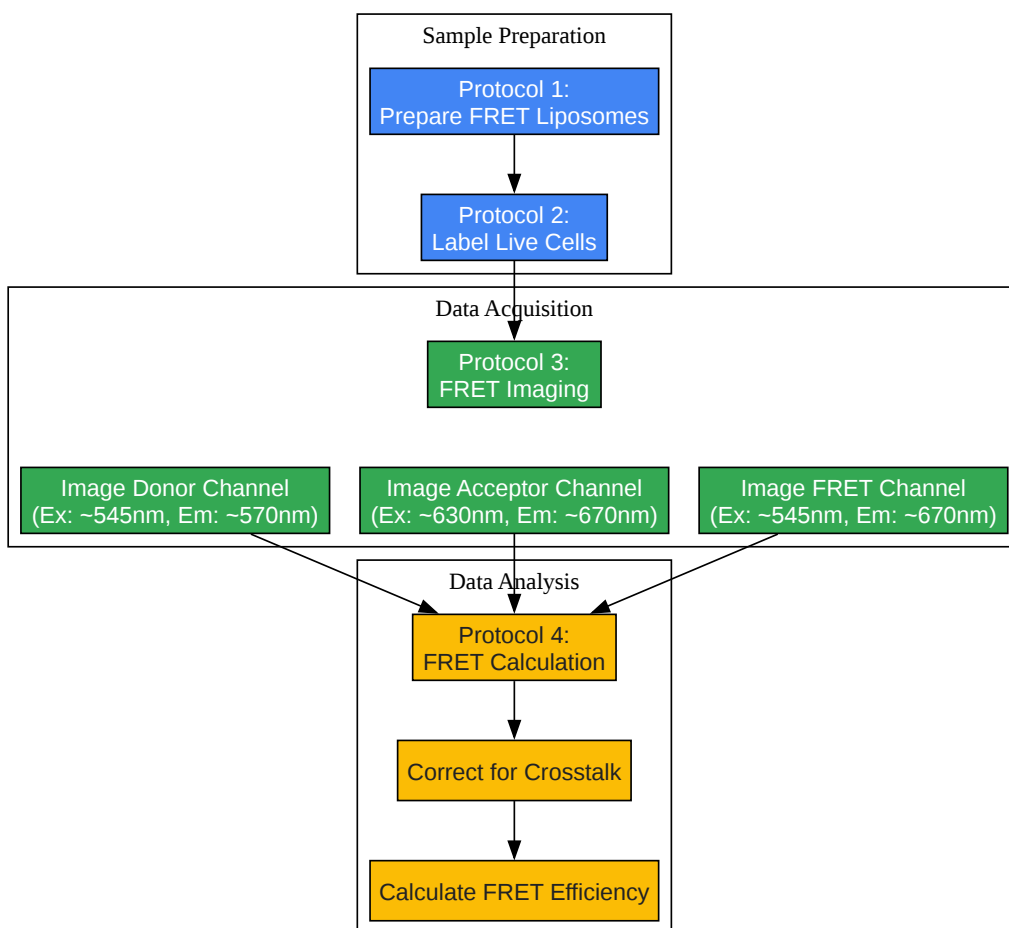 Sample Preparation
Protocol 1:
Prepare FRET Liposomes
Protocol 2:
Label Live Cells
Data Acquisition
Protocol 3:
FRET Imaging
Image Donor Channel
(Ex: ~545nm, Em: ~570nm)
Image Acceptor Channel
(Ex: ~630nm, Em: ~670nm)
Image FRET Channel
(Ex: ~545nm, Em: ~670nm)
Data Analysis
Protocol 4:
FRET Calculation
Correct for Crosstalk
Calculate FRET Efficiency